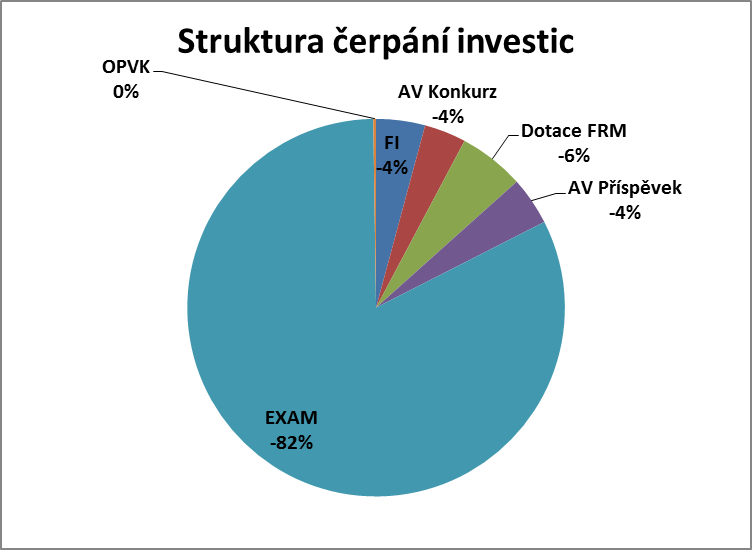 Struktura čerpání investic
OPVK
0%
FI
-4%
AV Konkurz
-4%
Dotace FRM
-6%
AV Příspěvek
-4%
EXAM
-82%